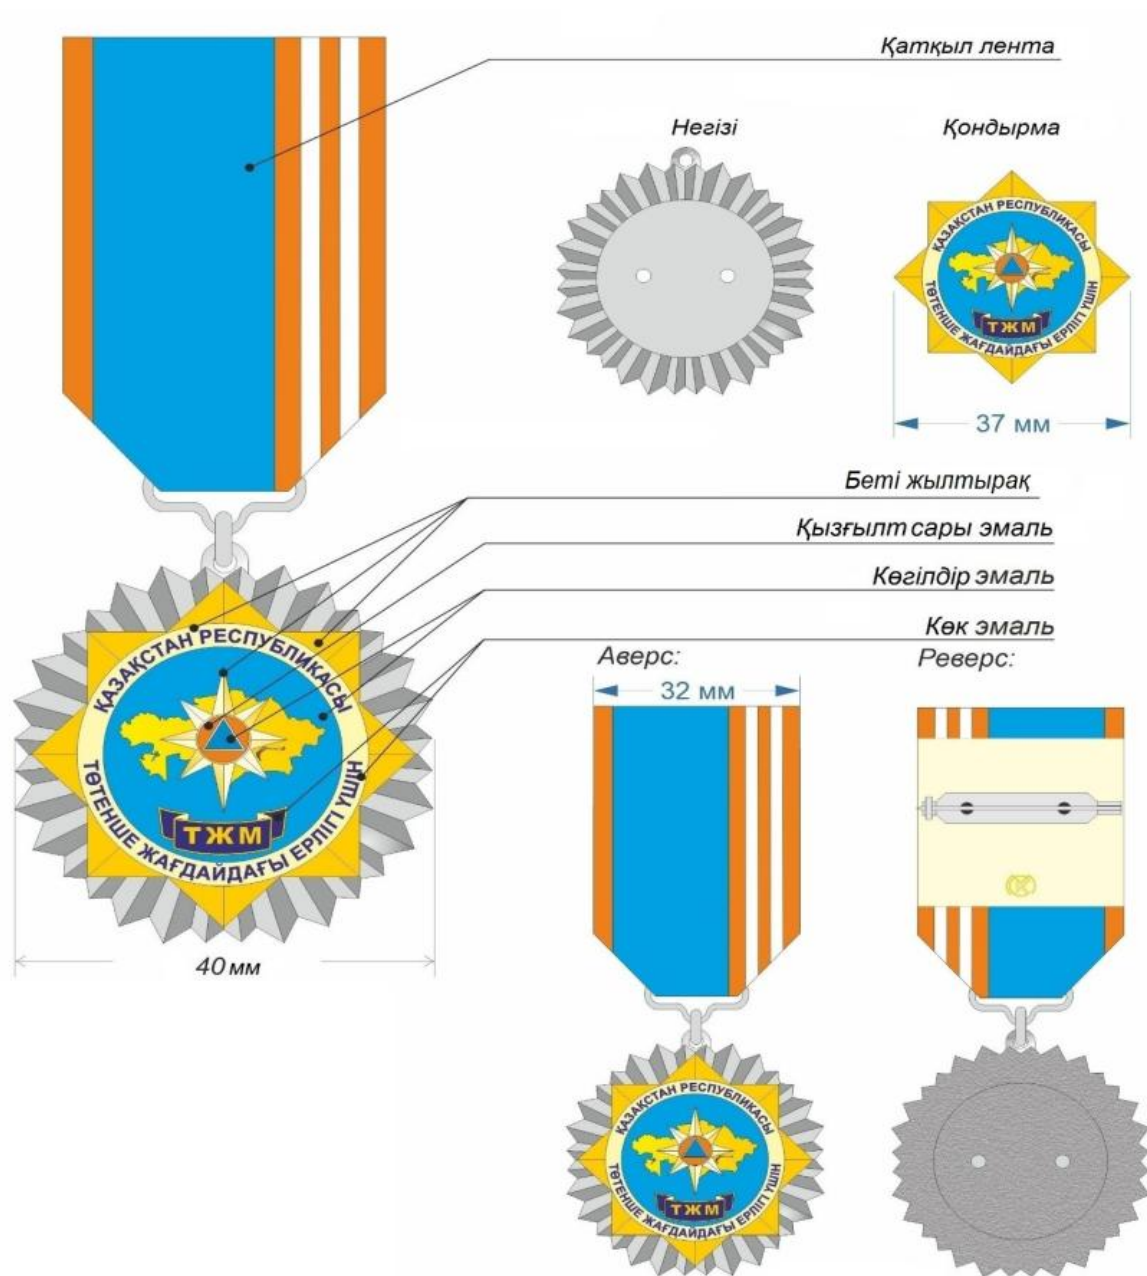 Қатқыл лента
Негізі
Қондырма
ҚАЗАҚСТАН РЕСПУБЛИКАСЫ
ТӨТЕНШЕ ЖАҒДАЙДАҒЫ ЕРЛІГІ ҮШІН
ТЖМ
37 мм
Беті жылтырақ
Қызғылт сары эмаль
Көгілдір эмаль
Көк эмаль
ҚАЗАҚСТАН РЕСПУБЛИКАСЫ
ТӨТЕНШЕ ЖАҒДАЙДАҒЫ ЕРЛІГІ ҮШІН
ТЖМ
40 мм
Аверс:
32 мм
Реверс:
ҚАЗАҚСТАН РЕСПУБЛИКАСЫ
ТӨТЕНШЕ ЖАҒДАЙДАҒЫ ЕРЛІГІ ҮШІН
ТЖМ